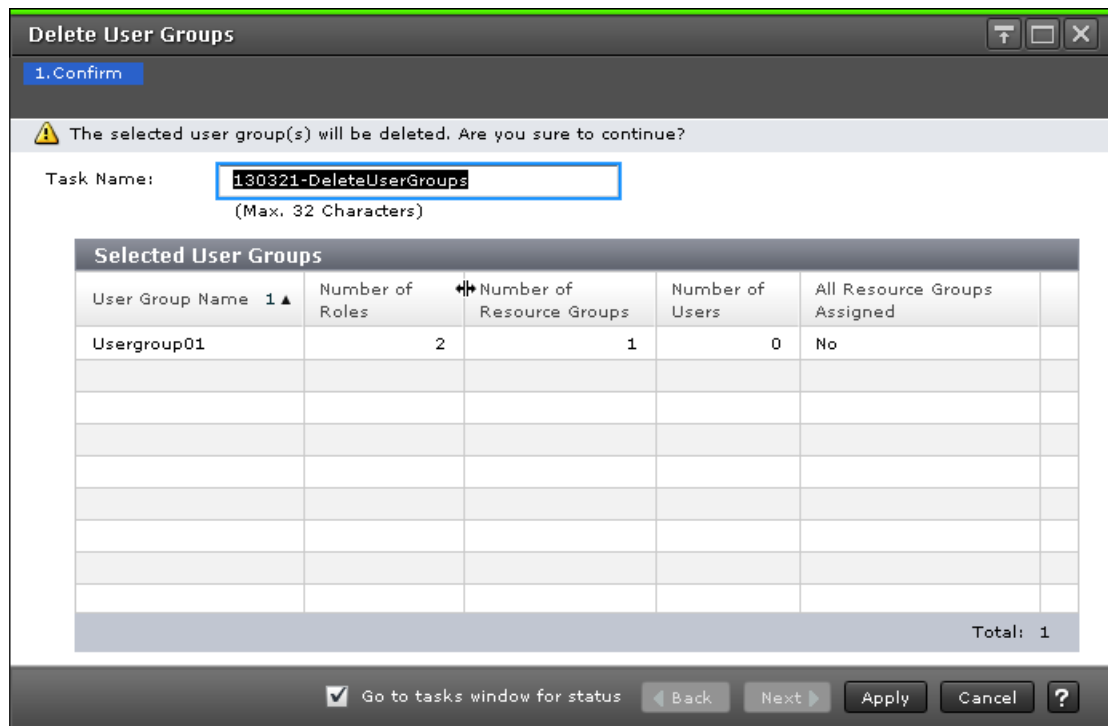 Delete User Groups
1.Confirm
The selected user group(s) will be deleted. Are you sure to continue?
Task Name: 130321-DeleteUserGroups
(Max. 32 Characters)
Selected User Groups
User Group Name 1▲ Number of Roles Number of Resource Groups Number of Users All Resource Groups Assigned
Usergroup01 2 1 0 No
Total: 1
Go to tasks window for status Back Next Apply Cancel ?